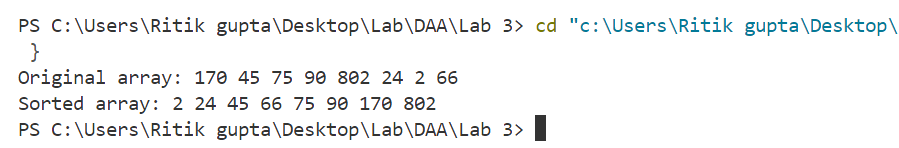 PS C:\Users\Ritik gupta\Desktop\Lab\DAA\Lab 3> cd "c:\Users\Ritik gupta\Desktop\
 }
Original array: 170 45 75 90 802 24 2 66
Sorted array: 2 24 45 66 75 90 170 802
PS C:\Users\Ritik gupta\Desktop\Lab\DAA\Lab 3>